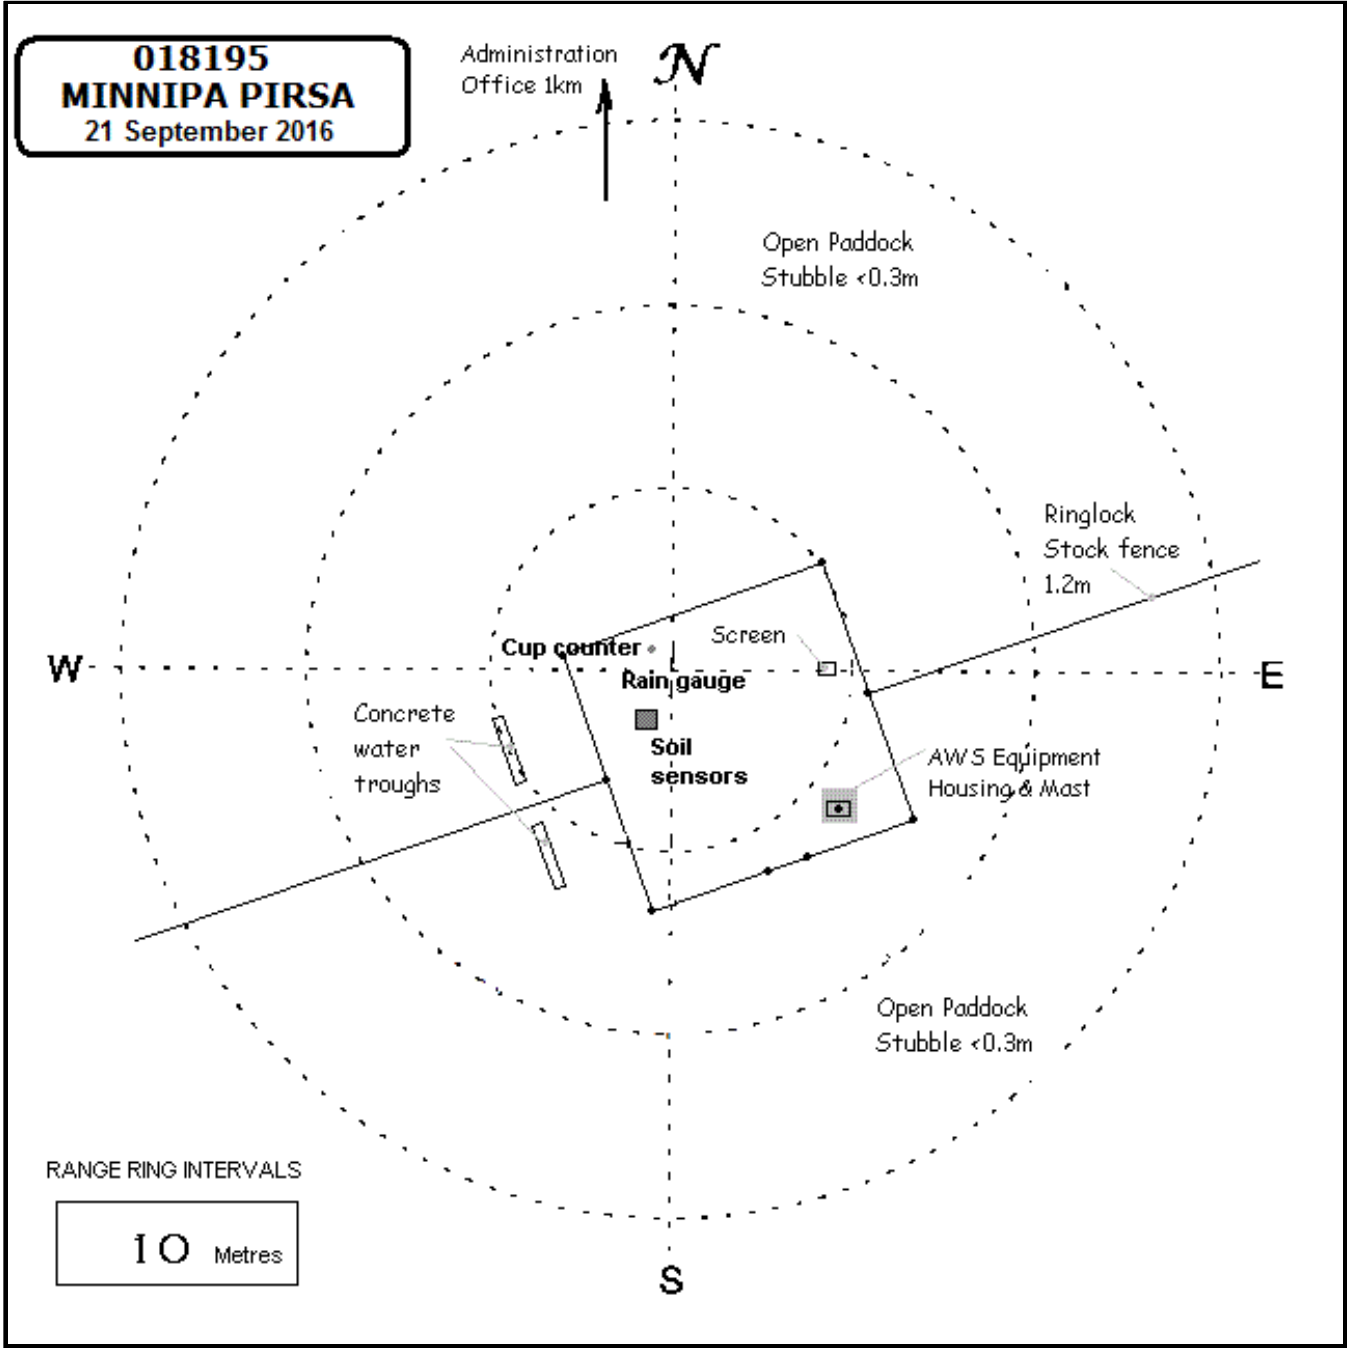 018195
MINNIPA PIRSA
21 September 2016
Administration
Office 1km
N
Open Paddock
Stubble <0.3m
Ringlock
Stock fence
1.2m
Screen
Cup counter
W
E
Rain gauge
Concrete
water
troughs
Soil
sensors
AWS Equipment
Housing & Mast
Open Paddock
Stubble <0.3m
RANGE RING INTERVALS
10 Metres
S